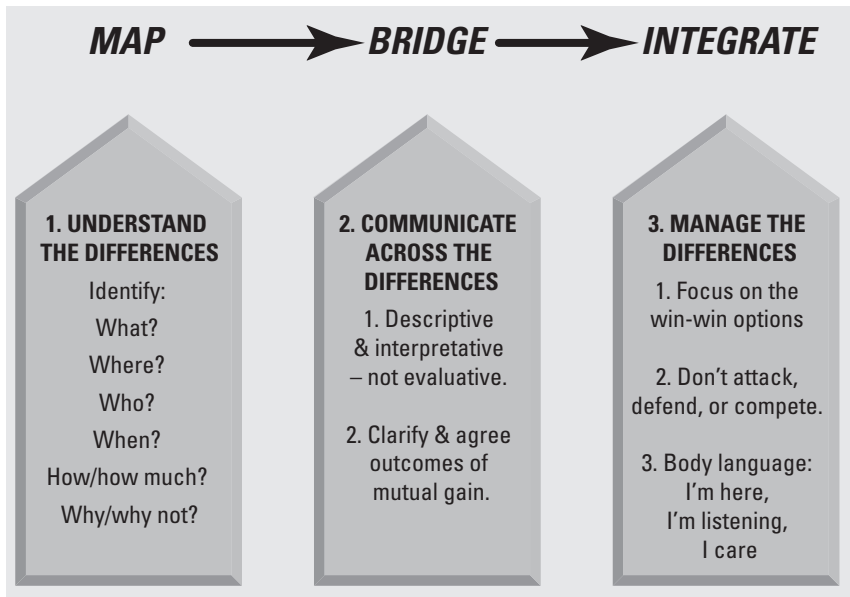 MAP BRIDGE INTEGRATE
1. UNDERSTAND
THE DIFFERENCES
Identify:
What?
Where?
Who?
When?
How/how much?
Why/why not?
2. COMMUNICATE
ACROSS THE
DIFFERENCES
1. Descriptive
& interpretative
– not evaluative.
2. Clarify & agree
outcomes of
mutual gain.
3. MANAGE THE
DIFFERENCES
1. Focus on the
win-win options
2. Don’t attack,
defend, or compete.
3. Body language:
I’m here,
I’m listening,
I care